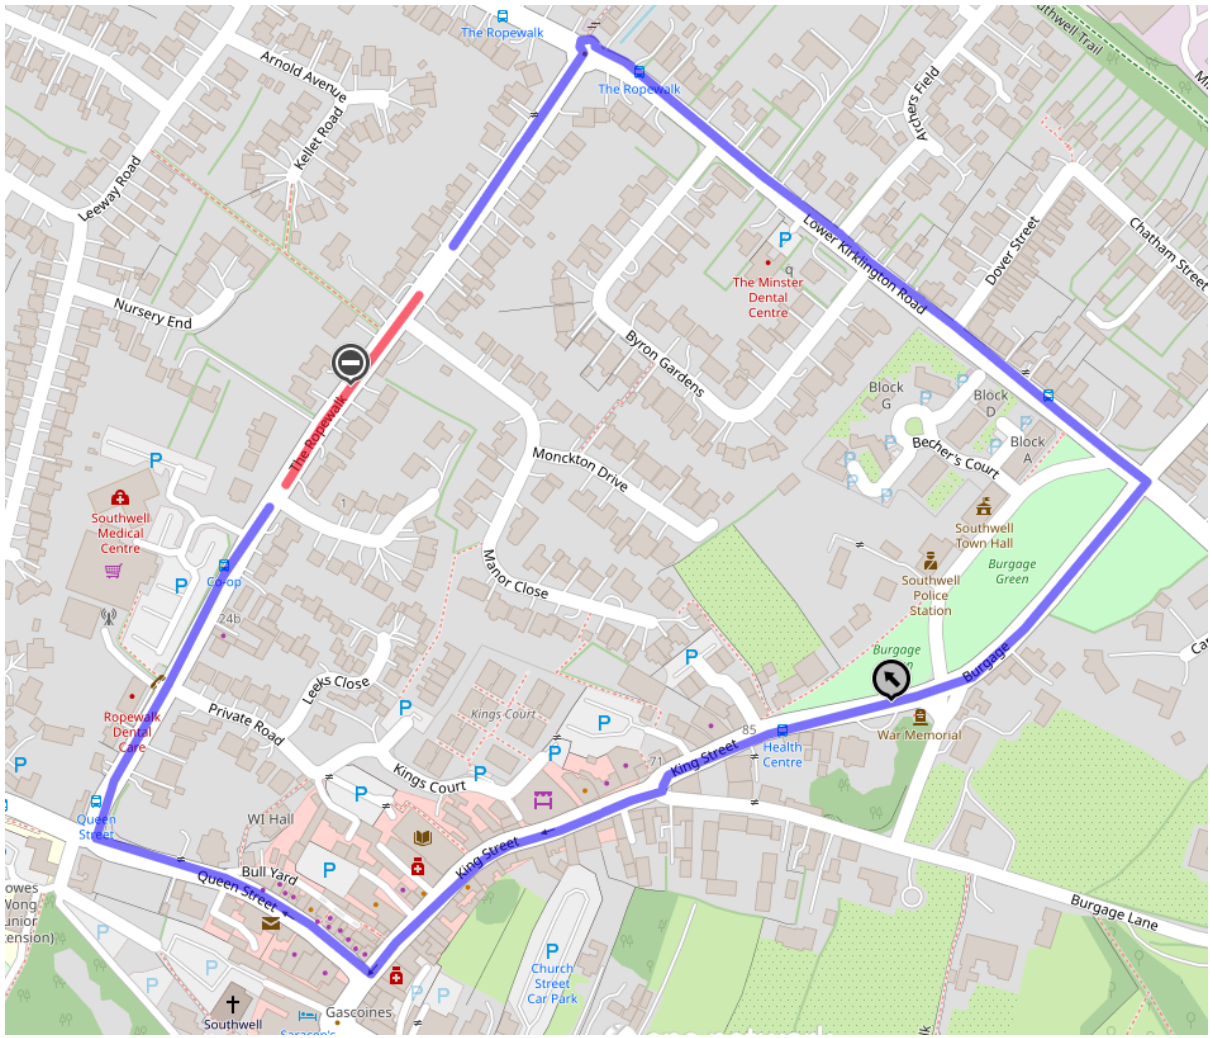 The Ropewalk
Southwell Trail
Arnold Avenue
The Ropewalk
Archers Field
Kellet Road
Leeway Road
Lower Kirklington Road
Dover Street
Chatham Street
P
The Minster
Dental
Centre
Nursery End
Byron Gardens
Block
G
P
P
Block
D
P
Block
A
P
The Ropewalk
Becher's Court
P
P
P
P
Monckton Drive
1
Southwell
Medical
Centre
Southwell
Town Hall
Co-op
P
Manor Close
Burgage
Green
Southwell
Police
Station
24b
Burgage
P
Burgage
Leeks Close
Ropewalk
Dental
Care
Private Road
P
Kings Court
P
85
War Memorial
Health
Centre
King Street
71
P
P
P
Kings Court
P
Queen
Street
WI Hall
King Street
Bull Yard
P
Queen Street
Burgage Lane
P
P
P
P
Church
Street
Car Park
P
P
Southwell
Gascoines
Saracen's